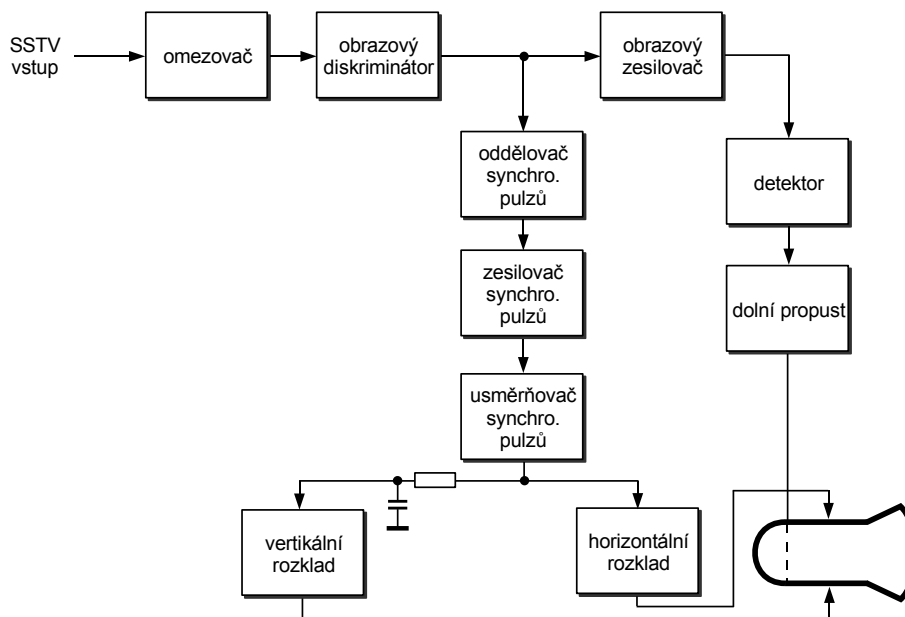 SSTV
vstup
omezovač
obrazový
diskriminátor
obrazový
zesilovač
oddělovač
synchro.
pulzů
detektor
zesilovač
synchro.
pulzů
dolní propust
usměrňovač
synchro.
pulzů
vertikální
rozklad
horizontální
rozklad